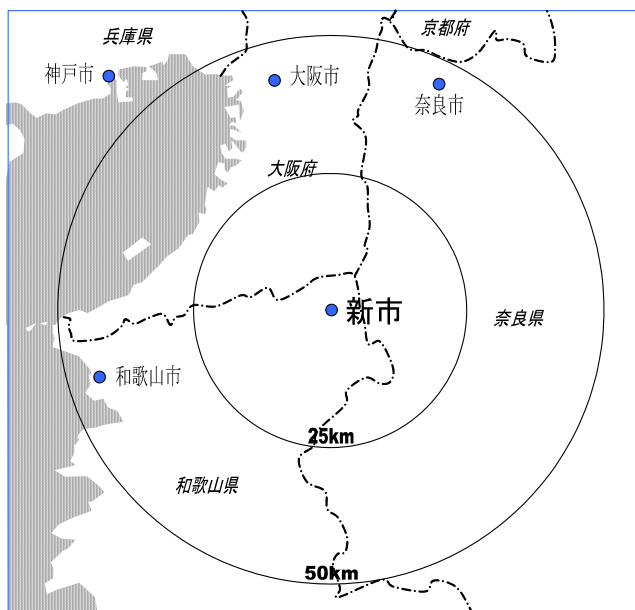 兵庫県
京都府
神戸市
大阪市
奈良市
大阪府
新市
奈良県
和歌山市
25km
和歌山県
50km